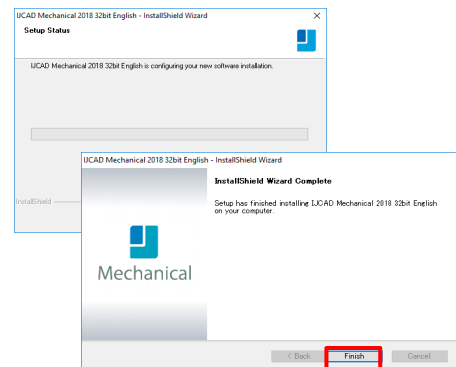 IJCAD Mechanical 2018 32bit English - InstallShield Wizard
Setup Status
IJCAD Mechanical 2018 32bit English is configuring your new software installation.
InstallShield
IJCAD Mechanical 2018 32bit English - InstallShield Wizard
InstallShield Wizard Complete
Setup has finished installing IJCAD Mechanical 2018 32bit English
on your computer.
Mechanical
< Back
Finish
Cancel